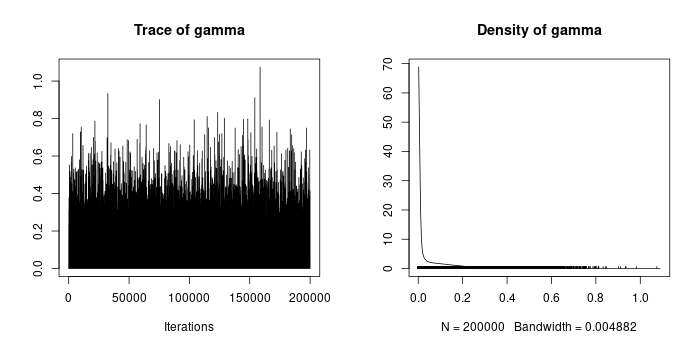 Trace of gamma
1.0
0.8
0.6
0.4
0.2
0.0
0 50000 100000 150000 200000
Iterations
Density of gamma
70
60
50
40
30
20
10
0
0.0 0.2 0.4 0.6 0.8 1.0
N = 200000 Bandwidth = 0.004882